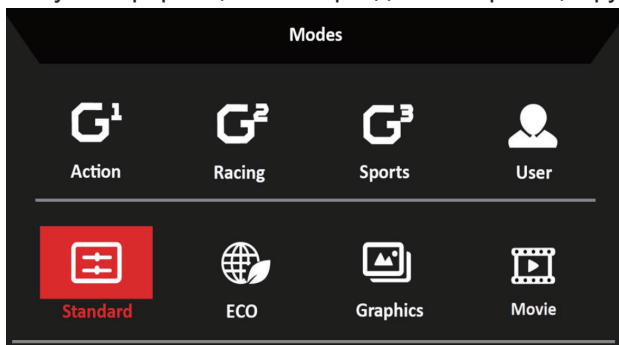 Modes
G¹ G² G³
Action Racing Sports User
Standard ECO Graphics Movie